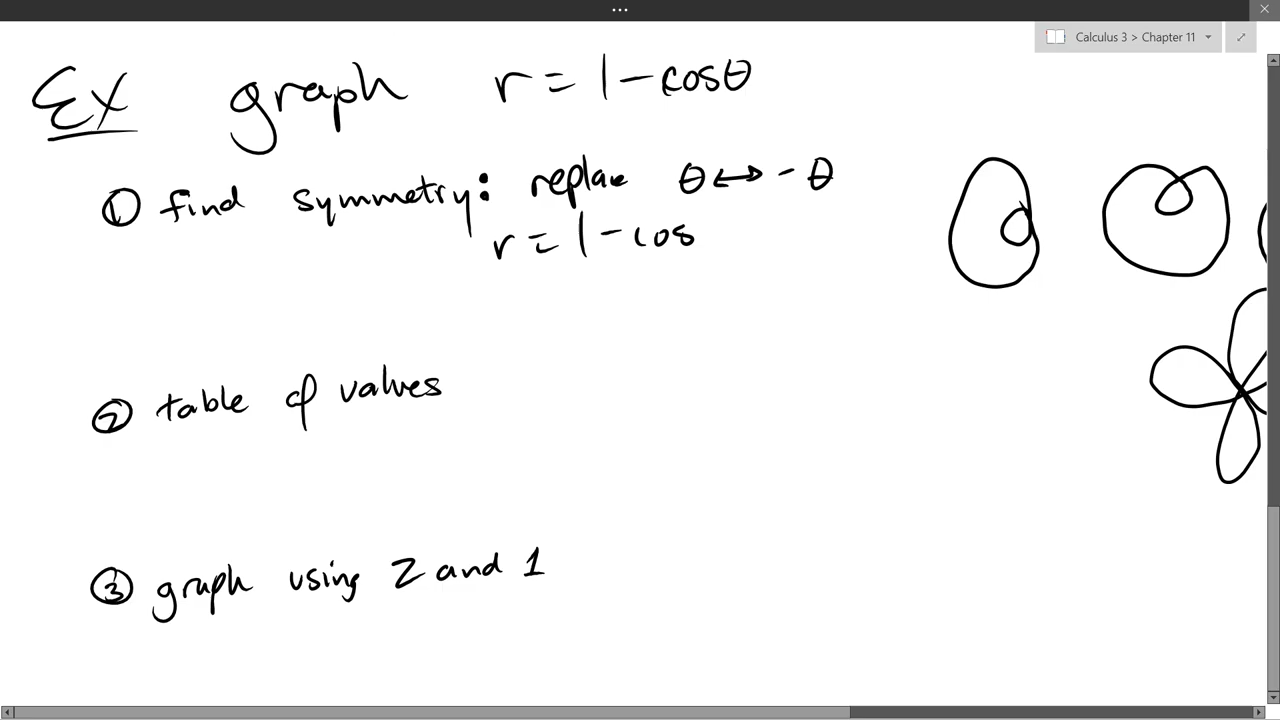 ...
Calculus 3 > Chapter 11
Ex graph r = 1 - cosθ
① find symmetry: replace θ ↔ -θ
r = 1 - cos
② table of values
③ graph using 2 and 1